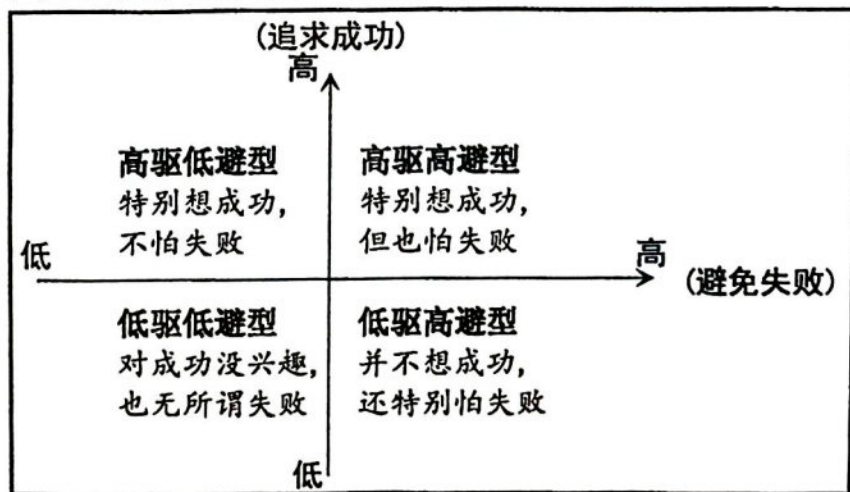 (追求成功)
高
高驱低避型
特别想成功，
不怕失败
高驱高避型
特别想成功，
但也怕失败
低
高
(避免失败)
低驱低避型
对成功没兴趣，
也无所谓失败
低驱高避型
并不想成功，
还特别怕失败
低